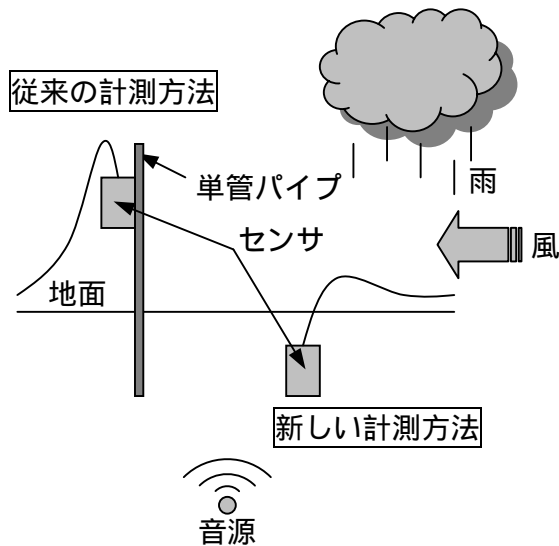 従来の計測方法
単管パイプ
雨
センサ
風
地面
新しい計測方法
音源